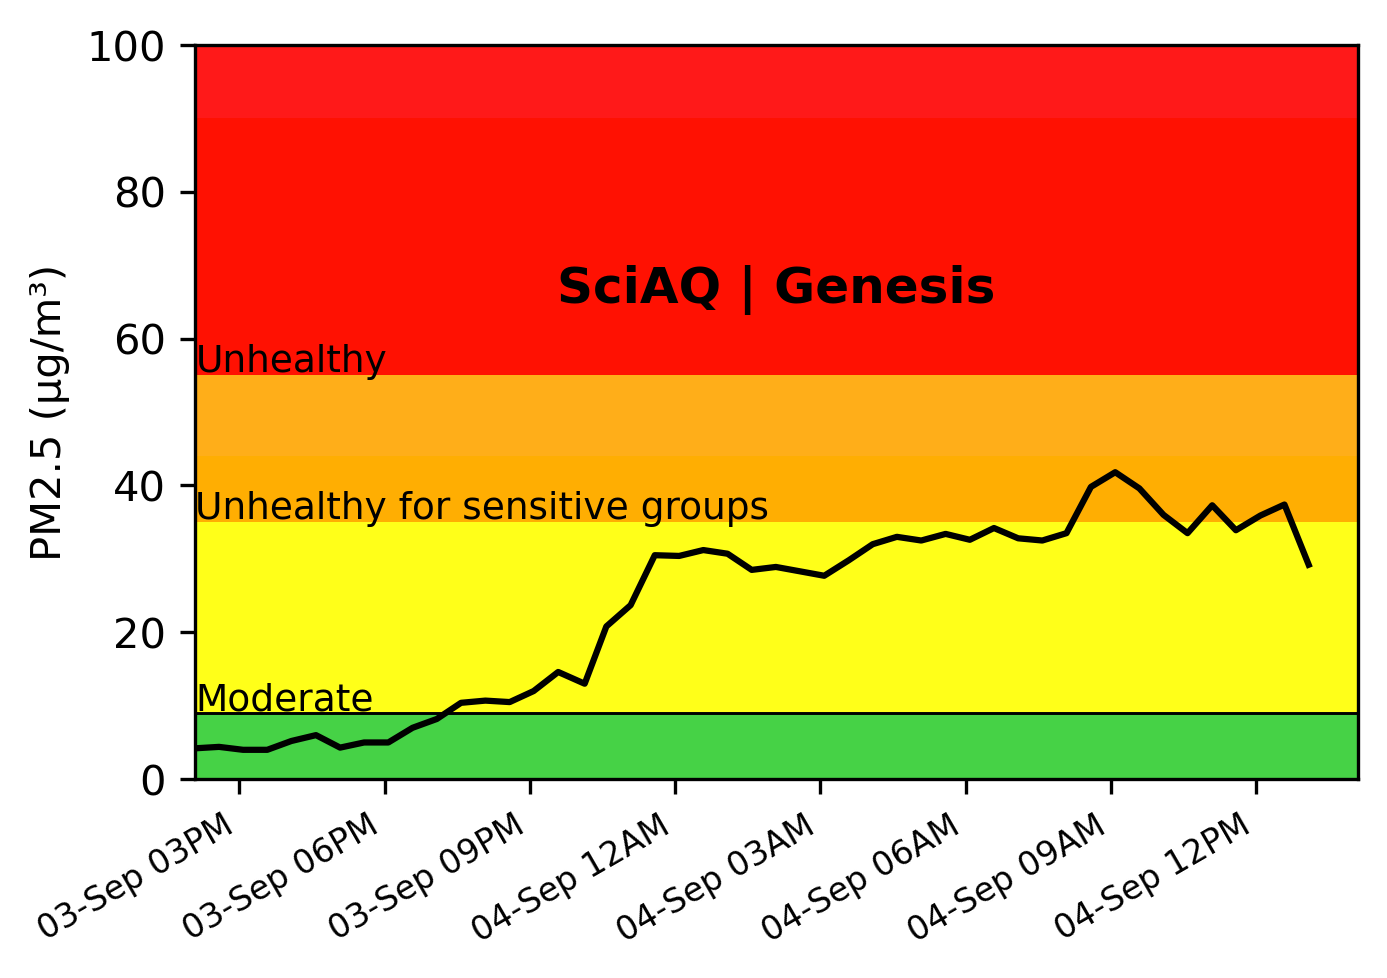 100
80
SciAQ | Genesis
60
Unhealthy
40
Unhealthy for sensitive groups
20
Moderate
0
PM2.5 (µg/m³)
03-Sep 03PM
03-Sep 06PM
03-Sep 09PM
04-Sep 12AM
04-Sep 03AM
04-Sep 06AM
04-Sep 09AM
04-Sep 12PM